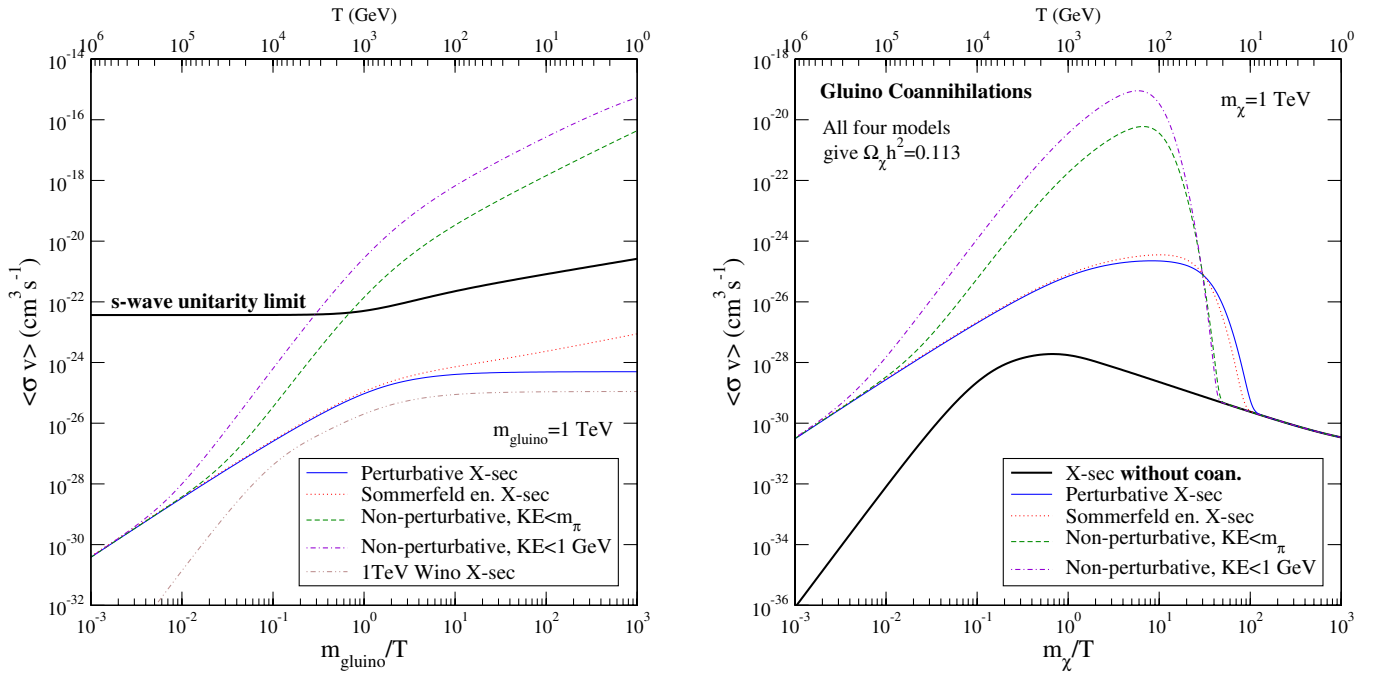 T (GeV)
10^6 10^5 10^4 10^3 10^2 10^1 10^0
10^-14
10^-16
10^-18
10^-20
10^-22
10^-24
10^-26
10^-28
10^-30
10^-32
<σ v> (cm^3 s^-1)
s-wave unitarity limit
m_gluino=1 TeV
Perturbative X-sec
Sommerfeld en. X-sec
Non-perturbative, KE<m_π
Non-perturbative, KE<1 GeV
1TeV Wino X-sec
10^-3 10^-2 10^-1 10^0 10^1 10^2 10^3
m_gluino/T
T (GeV)
10^6 10^5 10^4 10^3 10^2 10^1 10^0
10^-18
10^-20
10^-22
10^-24
10^-26
10^-28
10^-30
10^-32
10^-34
10^-36
<σ v> (cm^3 s^-1)
Gluino Coannihilations
m_χ=1 TeV
All four models
give Ω_χh^2=0.113
X-sec without coan.
Perturbative X-sec
Sommerfeld en. X-sec
Non-perturbative, KE<m_π
Non-perturbative, KE<1 GeV
10^-3 10^-2 10^-1 10^0 10^1 10^2 10^3
m_χ/T